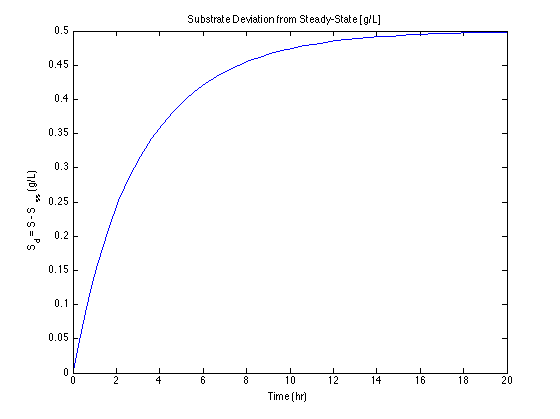 Substrate Deviation from Steady-State [g/L]
0.5
0.45
0.4
0.35
0.3
0.25
0.2
0.15
0.1
0.05
0
S_d = S - S_ss (g/L)
0 2 4 6 8 10 12 14 16 18 20
Time (hr)